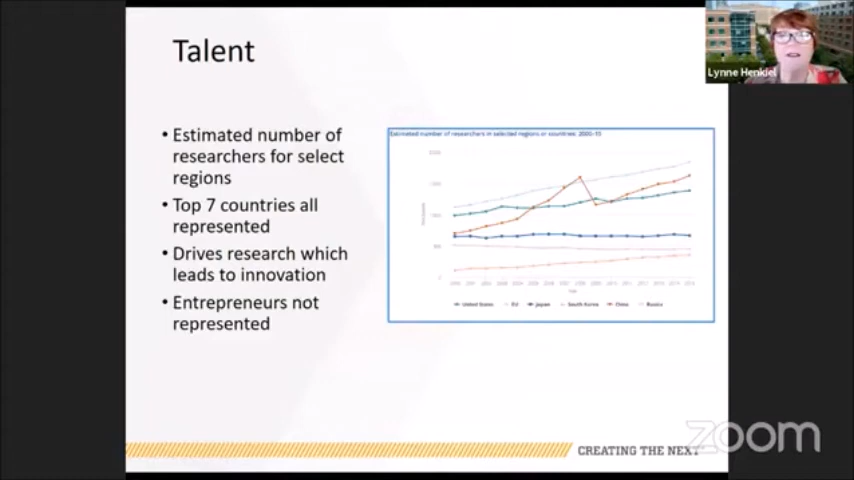 Talent
Lynne Henkiel
• Estimated number of
researchers for select
regions
• Top 7 countries all
represented
• Drives research which
leads to innovation
• Entrepreneurs not
represented
Estimated number of researchers in selected regions or countries: 2000–15
United States EU Japan South Korea China Russia
CREATING THE NEXT
zoom